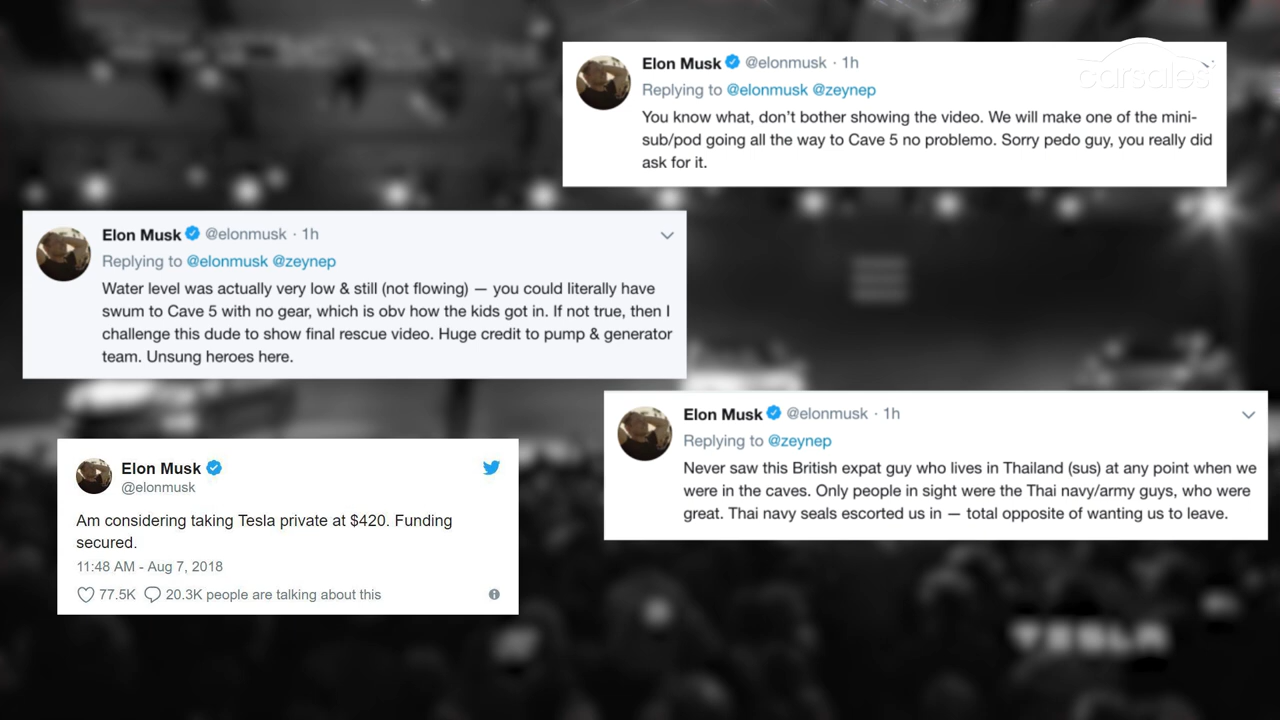 carsales
Elon Musk @elonmusk · 1h
Replying to @elonmusk @zeynep
You know what, don't bother showing the video. We will make one of the mini-
sub/pod going all the way to Cave 5 no problemo. Sorry pedo guy, you really did
ask for it.
Elon Musk @elonmusk · 1h
Replying to @elonmusk @zeynep
Water level was actually very low & still (not flowing) — you could literally have
swum to Cave 5 with no gear, which is obv how the kids got in. If not true, then I
challenge this dude to show final rescue video. Huge credit to pump & generator
team. Unsung heroes here.
Elon Musk @elonmusk · 1h
Replying to @zeynep
Never saw this British expat guy who lives in Thailand (sus) at any point when we
were in the caves. Only people in sight were the Thai navy/army guys, who were
great. Thai navy seals escorted us in — total opposite of wanting us to leave.
Elon Musk
@elonmusk
Am considering taking Tesla private at $420. Funding
secured.
11:48 AM - Aug 7, 2018
77.5K 20.3K people are talking about this
TESLA